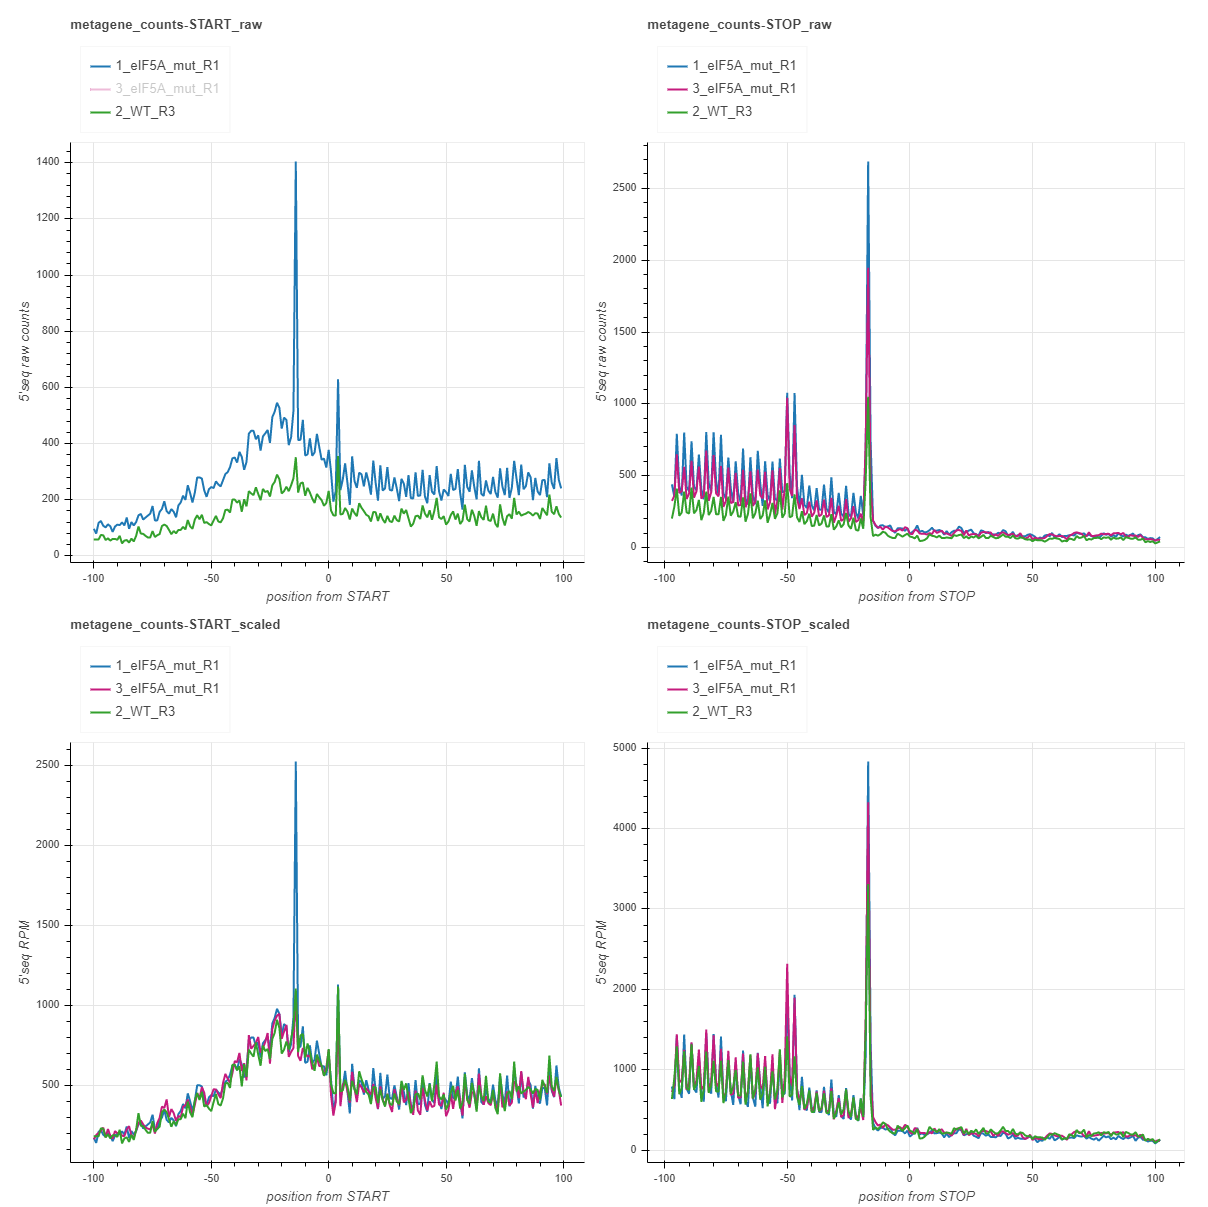 metagene_counts-START_raw
1_eIF5A_mut_R1
3_eIF5A_mut_R1
2_WT_R3
1400
1200
1000
800
600
400
200
0
5'seq raw counts
-100
-50
0
50
100
position from START
metagene_counts-STOP_raw
1_eIF5A_mut_R1
3_eIF5A_mut_R1
2_WT_R3
2500
2000
1500
1000
500
0
5'seq raw counts
-100
-50
0
50
100
position from STOP
metagene_counts-START_scaled
1_eIF5A_mut_R1
3_eIF5A_mut_R1
2_WT_R3
2500
2000
1500
1000
500
5'seq RPM
-100
-50
0
50
100
position from START
metagene_counts-STOP_scaled
1_eIF5A_mut_R1
3_eIF5A_mut_R1
2_WT_R3
5000
4000
3000
2000
1000
0
5'seq RPM
-100
-50
0
50
100
position from STOP